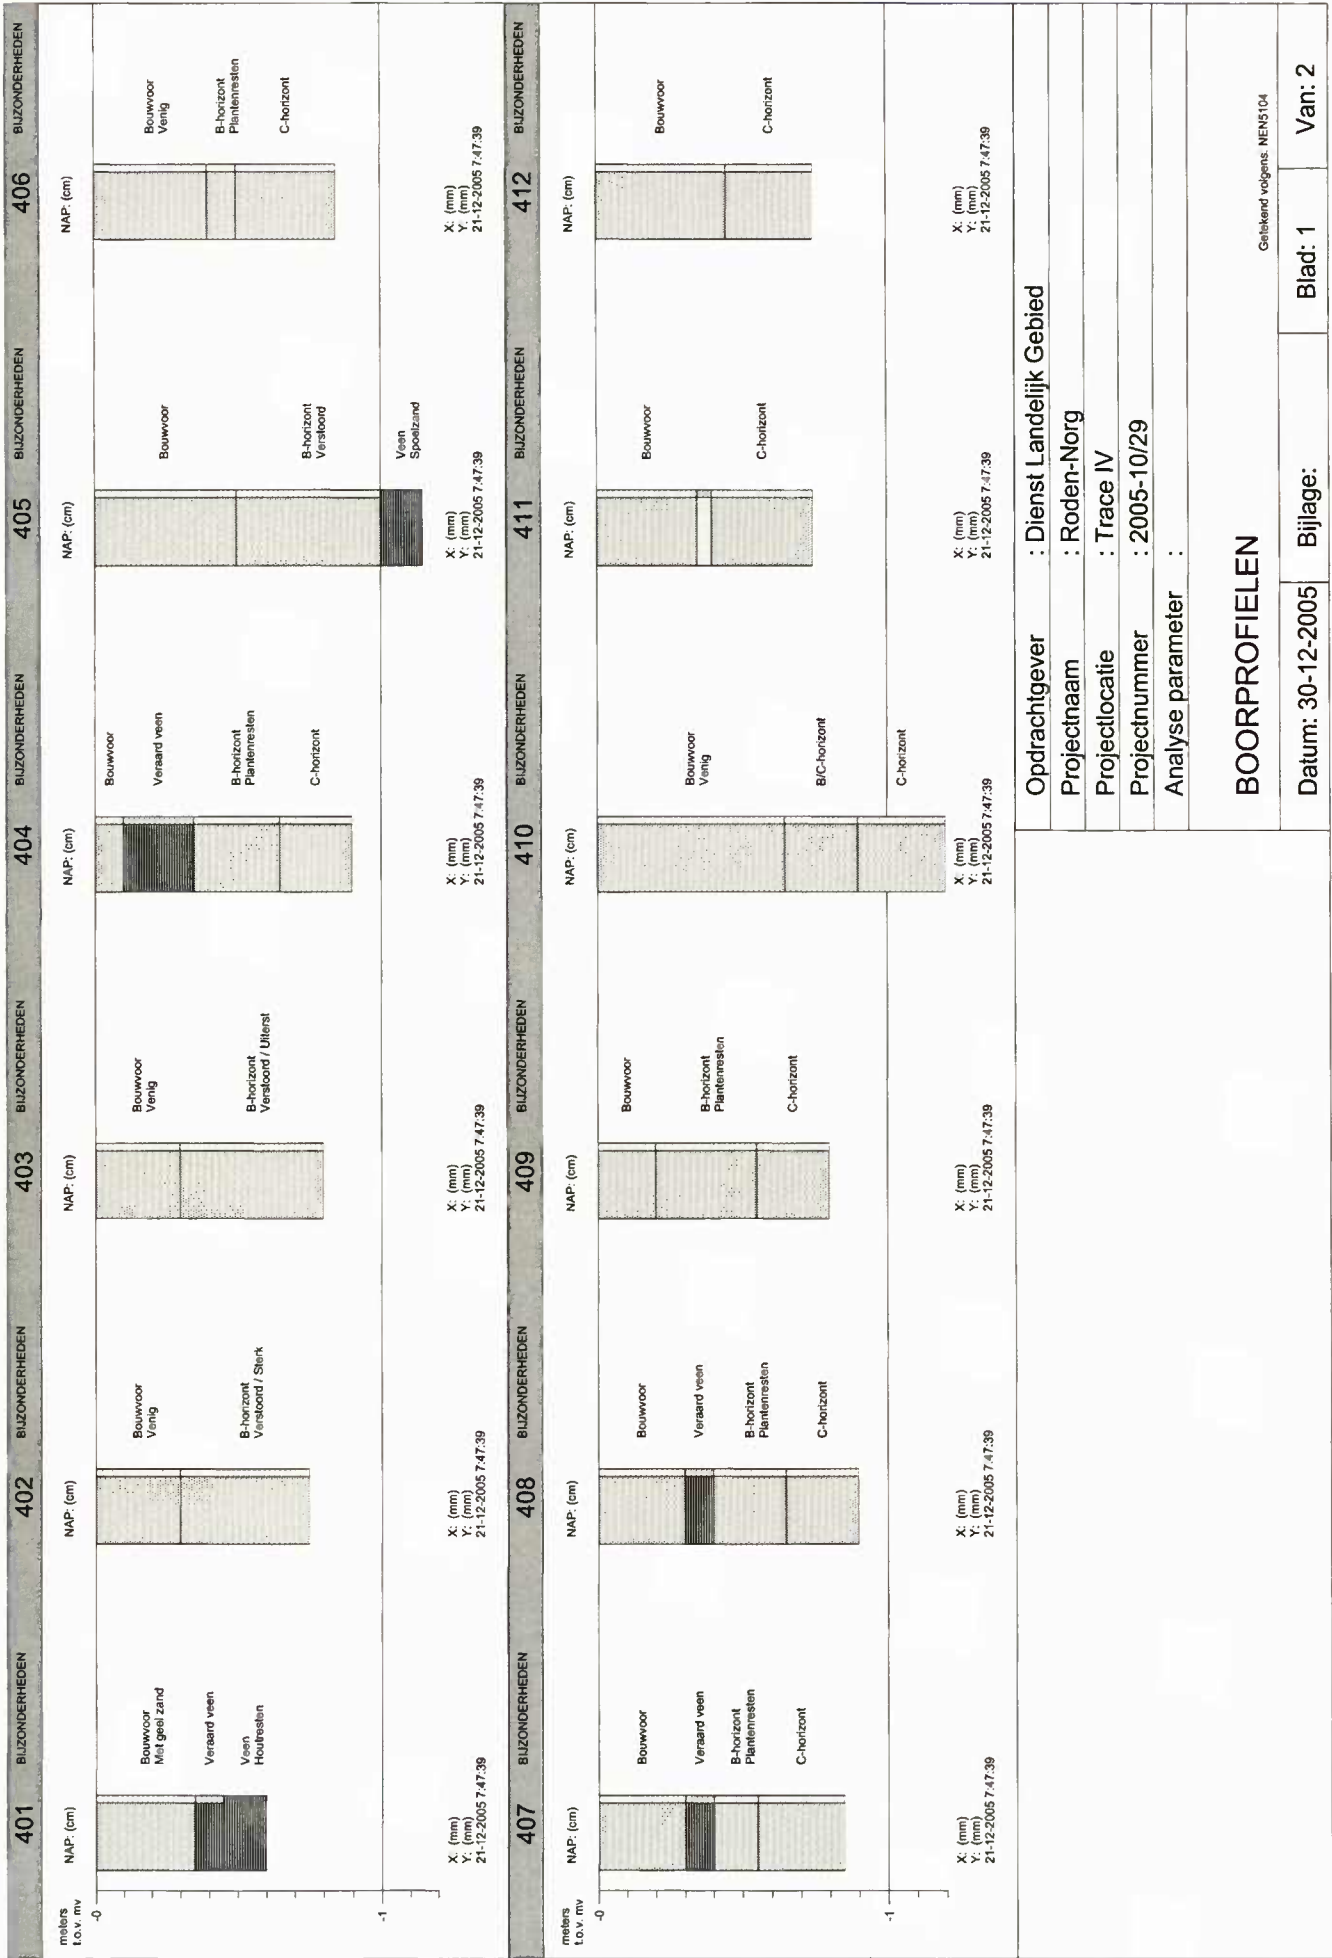 401 BIJZONDERHEDEN 402 BIJZONDERHEDEN 403 BIJZONDERHEDEN 404 BIJZONDERHEDEN 405 BIJZONDERHEDEN 406 BIJZONDERHEDEN
meters
t.o.v. mv
-0
-1
NAP: (cm)
Bouwvoor
Met geel zand
Veraard veen
Veen
Houtresten
X: (mm)
Y: (mm)
21-12-2005 7:47:39
NAP: (cm)
Bouwvoor
Venig
B-horizont
Verstoord / Sterk
X: (mm)
Y: (mm)
21-12-2005 7:47:39
NAP: (cm)
Bouwvoor
Venig
B-horizont
Verstoord / Uiterst
X: (mm)
Y: (mm)
21-12-2005 7:47:39
NAP: (cm)
Bouwvoor
Veraard veen
B-horizont
Plantenresten
C-horizont
X: (mm)
Y: (mm)
21-12-2005 7:47:39
NAP: (cm)
Bouwvoor
B-horizont
Verstoord
Veen
Spoelzand
X: (mm)
Y: (mm)
21-12-2005 7:47:39
NAP: (cm)
Bouwvoor
Venig
B-horizont
Plantenresten
C-horizont
X: (mm)
Y: (mm)
21-12-2005 7:47:39
407 BIJZONDERHEDEN 408 BIJZONDERHEDEN 409 BIJZONDERHEDEN 410 BIJZONDERHEDEN 411 BIJZONDERHEDEN 412 BIJZONDERHEDEN
meters
t.o.v. mv
-0
-1
NAP: (cm)
Bouwvoor
Veraard veen
B-horizont
Plantenresten
C-horizont
X: (mm)
Y: (mm)
21-12-2005 7:47:39
NAP: (cm)
Bouwvoor
Veraard veen
B-horizont
Plantenresten
C-horizont
X: (mm)
Y: (mm)
21-12-2005 7:47:39
NAP: (cm)
Bouwvoor
B-horizont
Plantenresten
C-horizont
X: (mm)
Y: (mm)
21-12-2005 7:47:39
NAP: (cm)
Bouwvoor
Venig
B/C-horizont
C-horizont
X: (mm)
Y: (mm)
21-12-2005 7:47:39
NAP: (cm)
Bouwvoor
C-horizont
X: (mm)
Y: (mm)
21-12-2005 7:47:39
NAP: (cm)
Bouwvoor
C-horizont
X: (mm)
Y: (mm)
21-12-2005 7:47:39
Opdrachtgever : Dienst Landelijk Gebied
Projectnaam : Roden-Norg
Projectlocatie : Trace IV
Projectnummer : 2005-10/29
Analyse parameter :
BOORPROFIELEN
Getekend volgens. NEN5104
Datum: 30-12-2005 Bijlage: Blad: 1 Van: 2